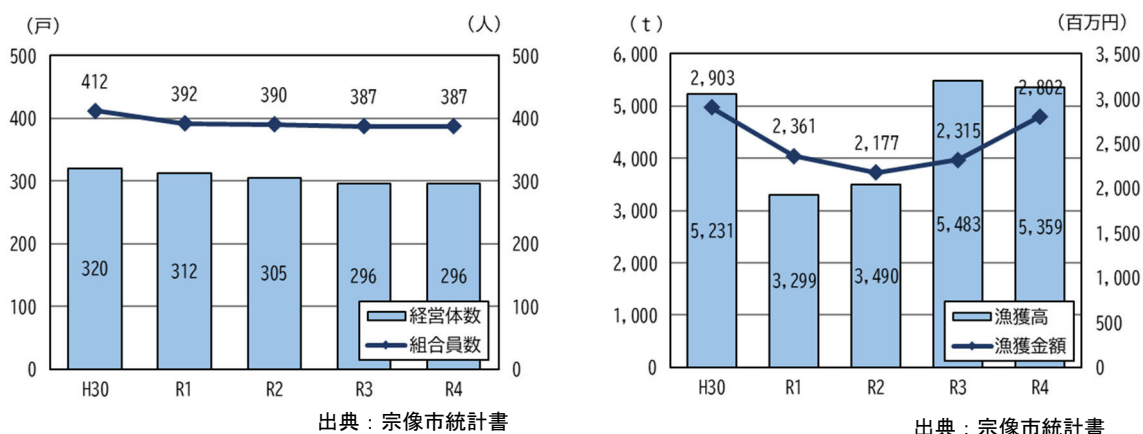 (戸)
(人)
500
400
300
200
100
0
412
392
390
387
387
320
312
305
296
296
経営体数
組合員数
500
400
300
200
100
0
H30
R1
R2
R3
R4
出典：宗像市統計書
(t)
(百万円)
6,000
5,000
4,000
3,000
2,000
1,000
0
2,903
2,361
2,177
2,315
2,802
5,231
3,299
3,490
5,483
5,359
漁獲高
漁獲金額
3,500
3,000
2,500
2,000
1,500
1,000
500
0
H30
R1
R2
R3
R4
出典：宗像市統計書